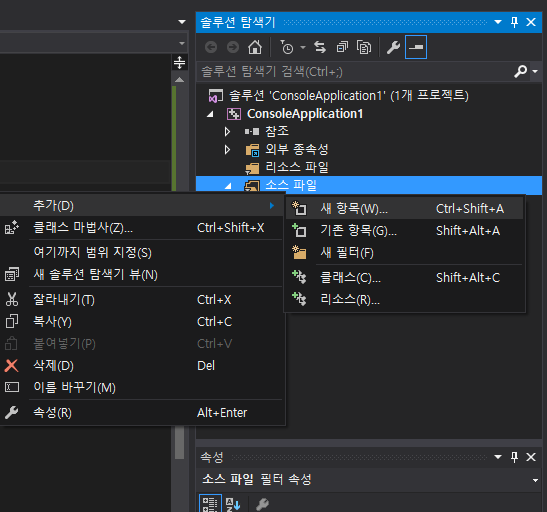 솔루션 탐색기
솔루션 탐색기 검색(Ctrl+;)
솔루션 'ConsoleApplication1' (1개 프로젝트)
ConsoleApplication1
참조
외부 종속성
리소스 파일
소스 파일
추가(D)
클래스 마법사(Z)... Ctrl+Shift+X
여기까지 범위 지정(S)
새 솔루션 탐색기 뷰(N)
잘라내기(T) Ctrl+X
복사(Y) Ctrl+C
붙여넣기(P) Ctrl+V
삭제(D) Del
이름 바꾸기(M)
속성(R) Alt+Enter
새 항목(W)... Ctrl+Shift+A
기존 항목(G)... Shift+Alt+A
새 필터(F)
클래스(C)... Shift+Alt+C
리소스(R)...
속성
소스 파일 필터 속성